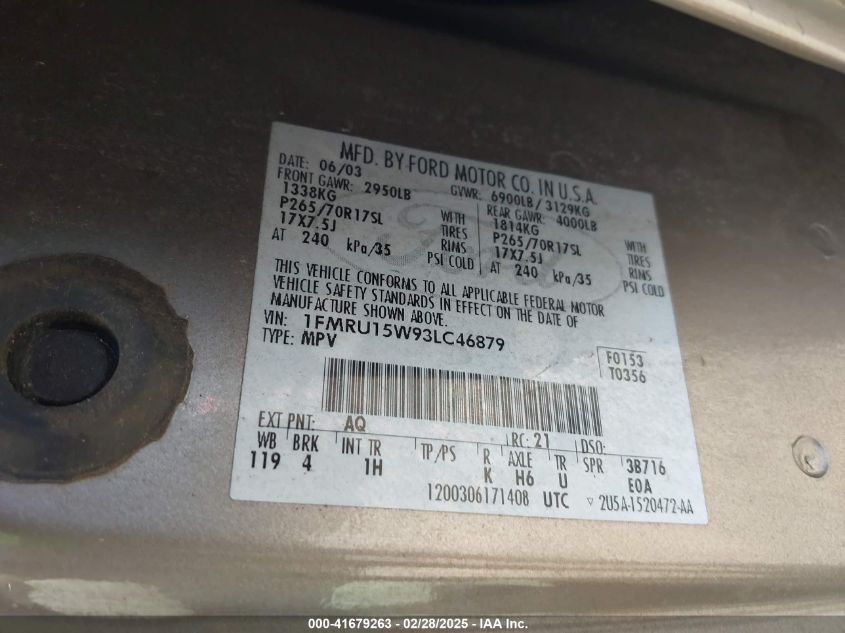 MFD. BY FORD MOTOR CO. IN U.S.A.
DATE: 06/03 GVWR: 6900LB / 3129KG
FRONT GAWR: 2950LB REAR GAWR: 4000LB
1338KG WITH 1814KG WITH
P265/70R17SL TIRES P265/70R17SL TIRES
17X7.5J RIMS 17X7.5J RIMS
AT 240 kPa/35 PSI COLD AT 240 kPa/35 PSI COLD
THIS VEHICLE CONFORMS TO ALL APPLICABLE FEDERAL MOTOR
VEHICLE SAFETY STANDARDS IN EFFECT ON THE DATE OF
MANUFACTURE SHOWN ABOVE.
VIN: 1FMRU15W93LC46879
TYPE: MPV
F0153
T0356
EXT PNT: AQ RC: 21 DSO:
WB BRK INT TR TP/PS R AXLE TR SPR 3B716
119 4 1H K H6 U E0A
1200306171408 UTC ▽ 2U5A-1520472-AA
Ford
000-41679263 - 02/28/2025 - IAA Inc.